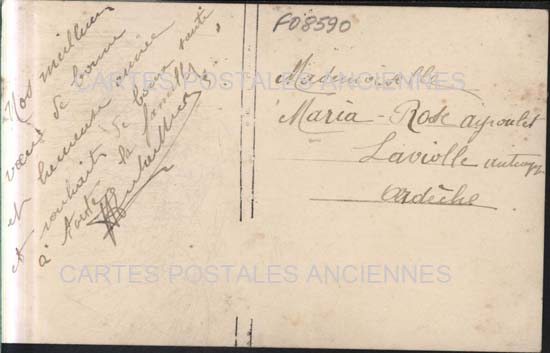 Nos meilleurs
vœux de bonne
et heureuse année
et souhaits de bonne santé,
à toute la famille
FD8590
Mademoiselle
Maria-Rose
Laviolle
Ardèche
CARTES POSTALES ANCIENNES
CARTES POSTALES ANCIENNES